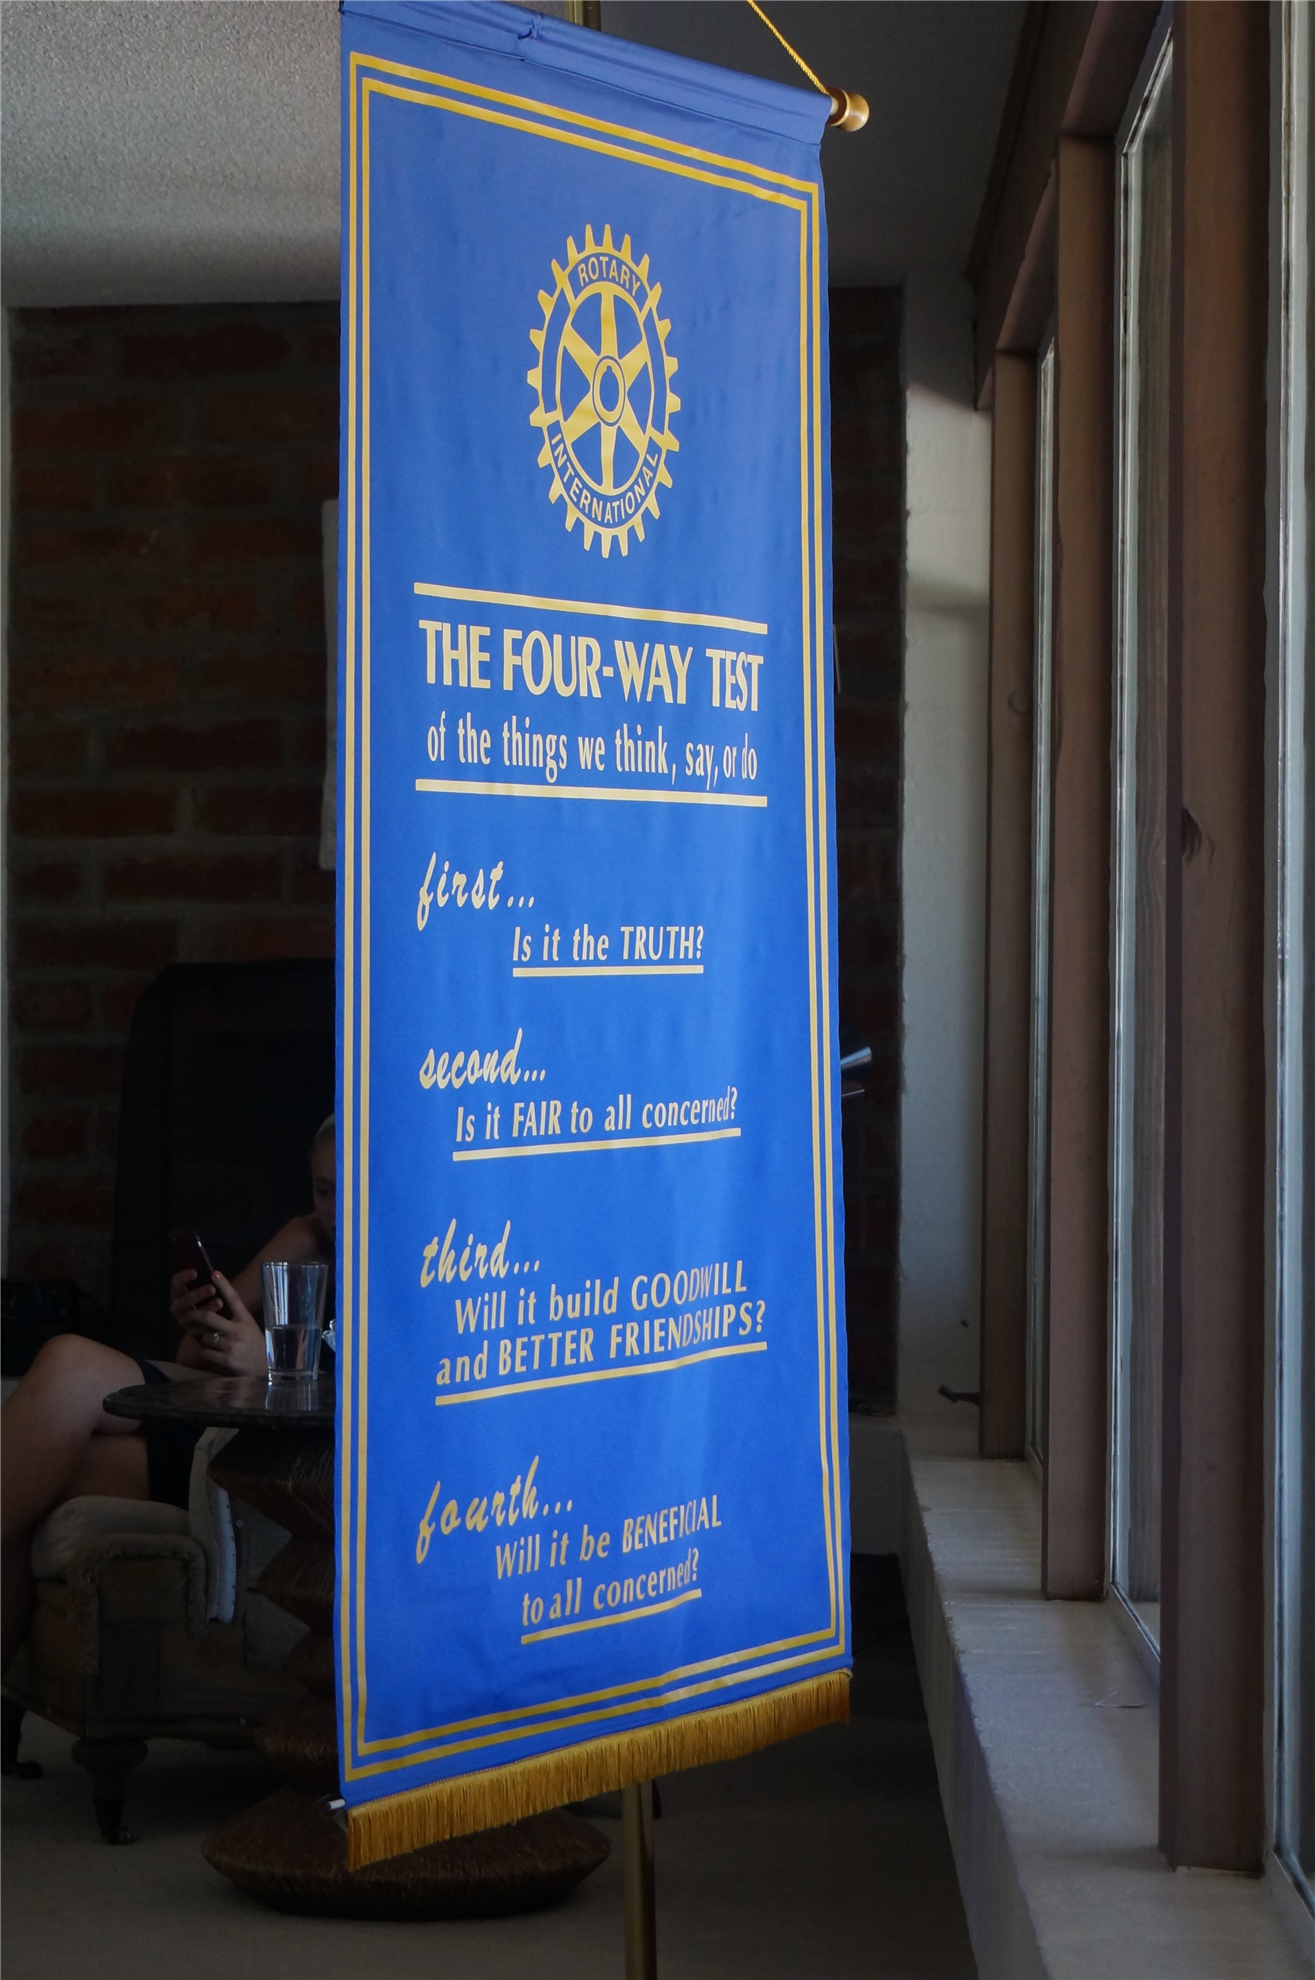 ROTARY
INTERNATIONAL
THE FOUR-WAY TEST
of the things we think, say, or do
first...
Is it the TRUTH?
second...
Is it FAIR to all concerned?
third...
Will it build GOODWILL
and BETTER FRIENDSHIPS?
fourth...
Will it be BENEFICIAL
to all concerned?